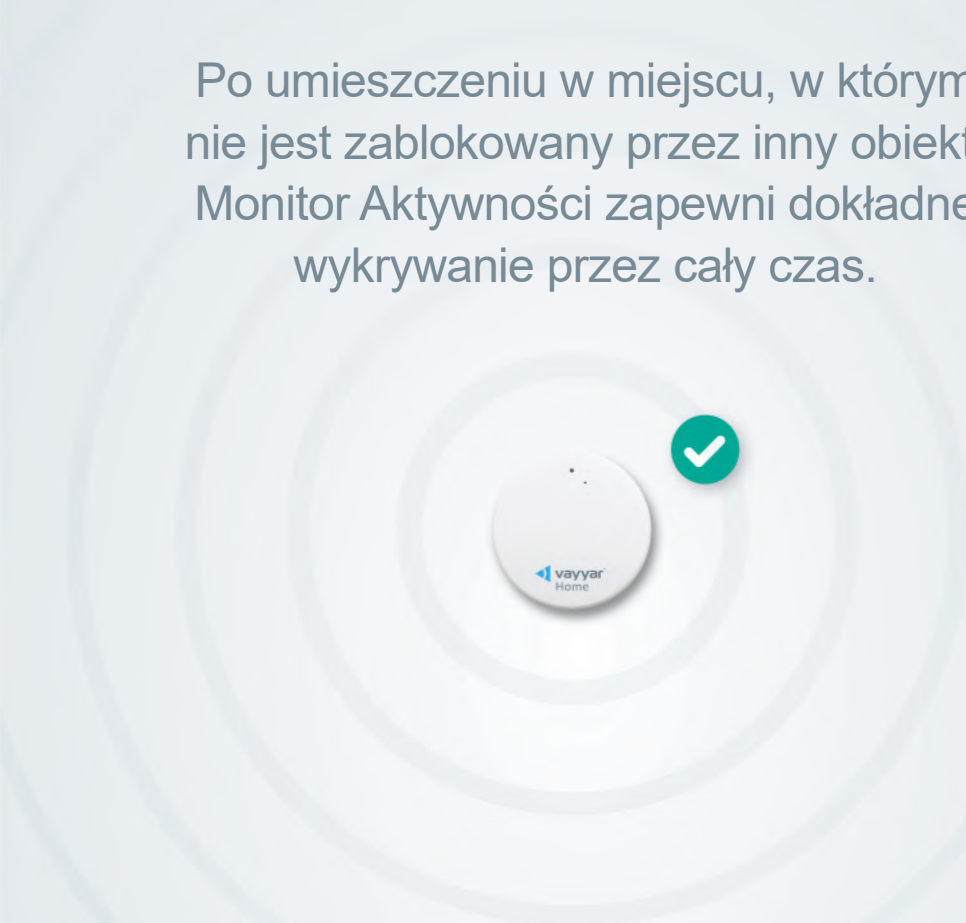 Po umieszczeniu w miejscu, w którym
nie jest zablokowany przez inny obiekt
Monitor Aktywności zapewni dokładne
wykrywanie przez cały czas.
vayyar
Home